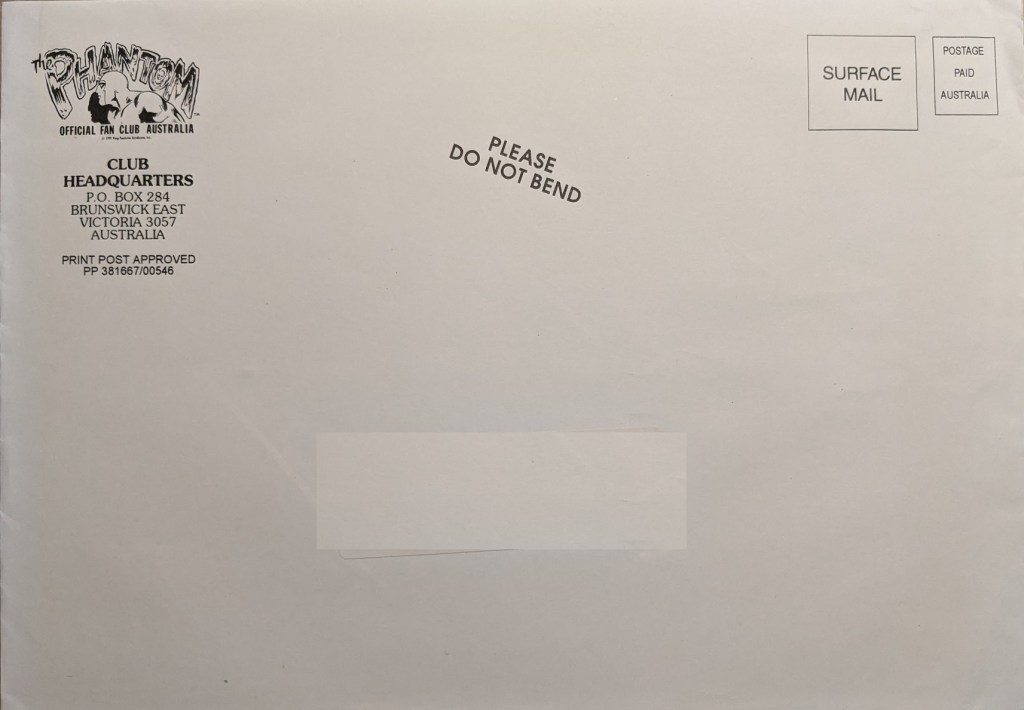 the PHANTOM
OFFICIAL FAN CLUB AUSTRALIA
CLUB
HEADQUARTERS
P.O. BOX 284
BRUNSWICK EAST
VICTORIA 3057
AUSTRALIA
PRINT POST APPROVED
PP 381667/00546
PLEASE
DO NOT BEND
SURFACE
MAIL
POSTAGE
PAID
AUSTRALIA